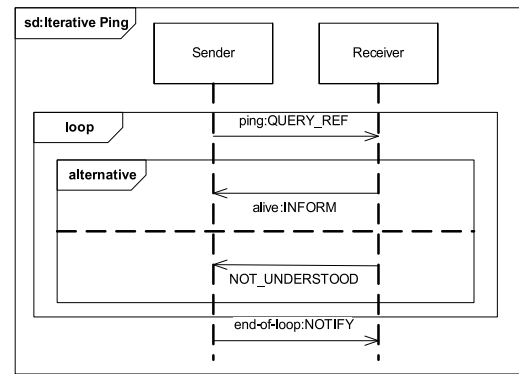 sd:Iterative Ping
Sender
Receiver
loop
ping:QUERY_REF
alternative
alive:INFORM
NOT_UNDERSTOOD
end-of-loop:NOTIFY